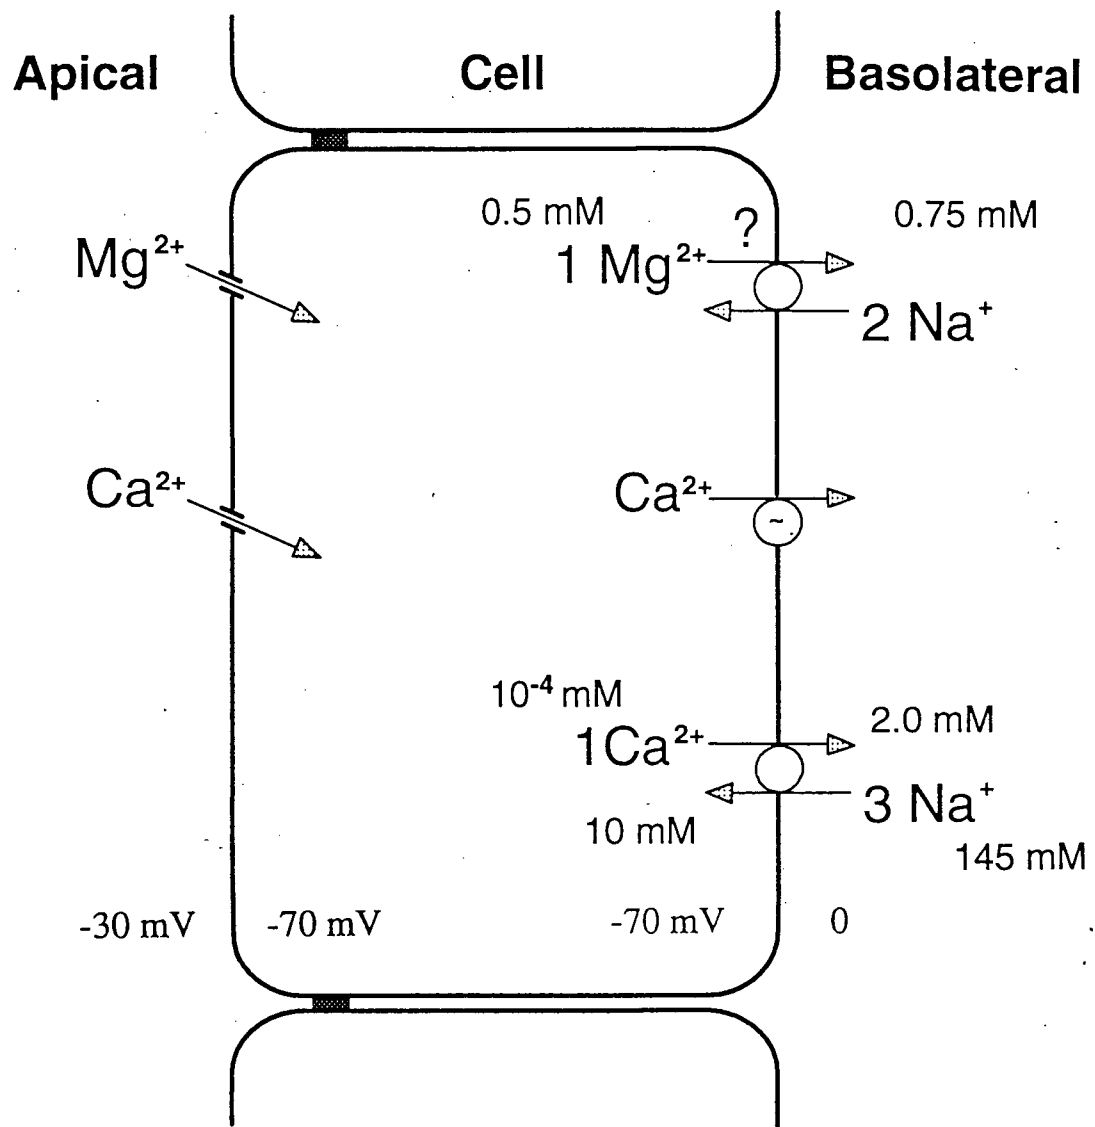 Apical Cell Basolateral
0.5 mM 0.75 mM
?
Mg²⁺ 1 Mg²⁺
2 Na⁺
Ca²⁺ Ca²⁺
~
10⁻⁴ mM
2.0 mM
1Ca²⁺
3 Na⁺
10 mM
145 mM
-30 mV -70 mV -70 mV 0